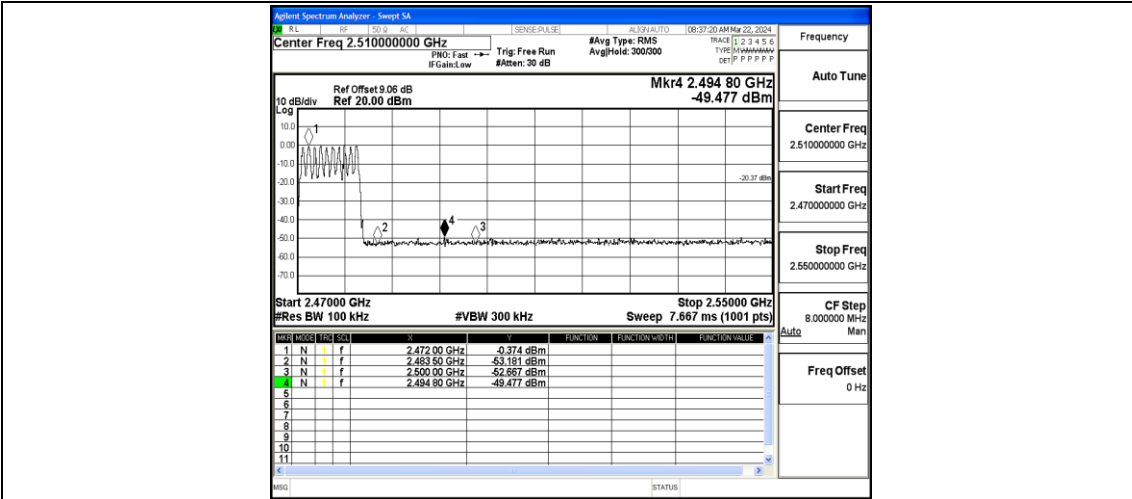 Agilent Spectrum Analyzer - Swept SA
RL RF 50 Ω AC SENSE:PULSE ALIGN AUTO 08:37:20 AM Mar 22, 2024
Center Freq 2.510000000 GHz
PNO: Fast
IFGain:Low
Trig: Free Run
#Atten: 30 dB
#Avg Type: RMS
Avg|Hold: 300/300
TRACE 1 2 3 4 5 6
TYPE M
DET P P P P P P
Mkr4 2.494 80 GHz
-49.477 dBm
Ref Offset 9.06 dB
Ref 20.00 dBm
10 dB/div
Log
10.0
0.00
-10.0
-20.0
-30.0
-40.0
-50.0
-60.0
-70.0
1
2
4
3
-20.37 dBm
Start 2.47000 GHz Stop 2.55000 GHz
#Res BW 100 kHz #VBW 300 kHz Sweep 7.667 ms (1001 pts)
MKR MODE TRC SCL X Y FUNCTION FUNCTION WIDTH FUNCTION VALUE
1 N 1 f 2.472 00 GHz -0.374 dBm
2 N 1 f 2.483 50 GHz -53.181 dBm
3 N 1 f 2.500 00 GHz -52.667 dBm
4 N 1 f 2.494 80 GHz -49.477 dBm
5
6
7
8
9
10
11
MSG STATUS
Frequency
Auto Tune
Center Freq
2.510000000 GHz
Start Freq
2.470000000 GHz
Stop Freq
2.550000000 GHz
CF Step
8.000000 MHz
Auto Man
Freq Offset
0 Hz